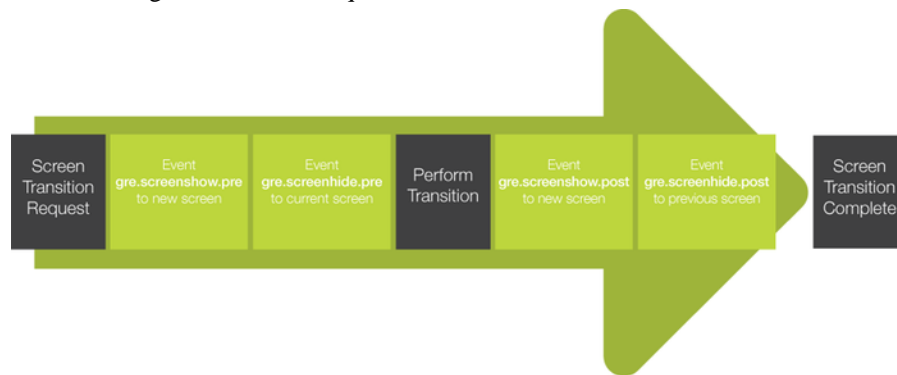 Screen
Transition
Request
Event
gre.screenshow.pre
to new screen
Event
gre.screenhide.pre
to current screen
Perform
Transition
Event
gre.screenshow.post
to new screen
Event
gre.screenhide.post
to previous screen
Screen
Transition
Complete